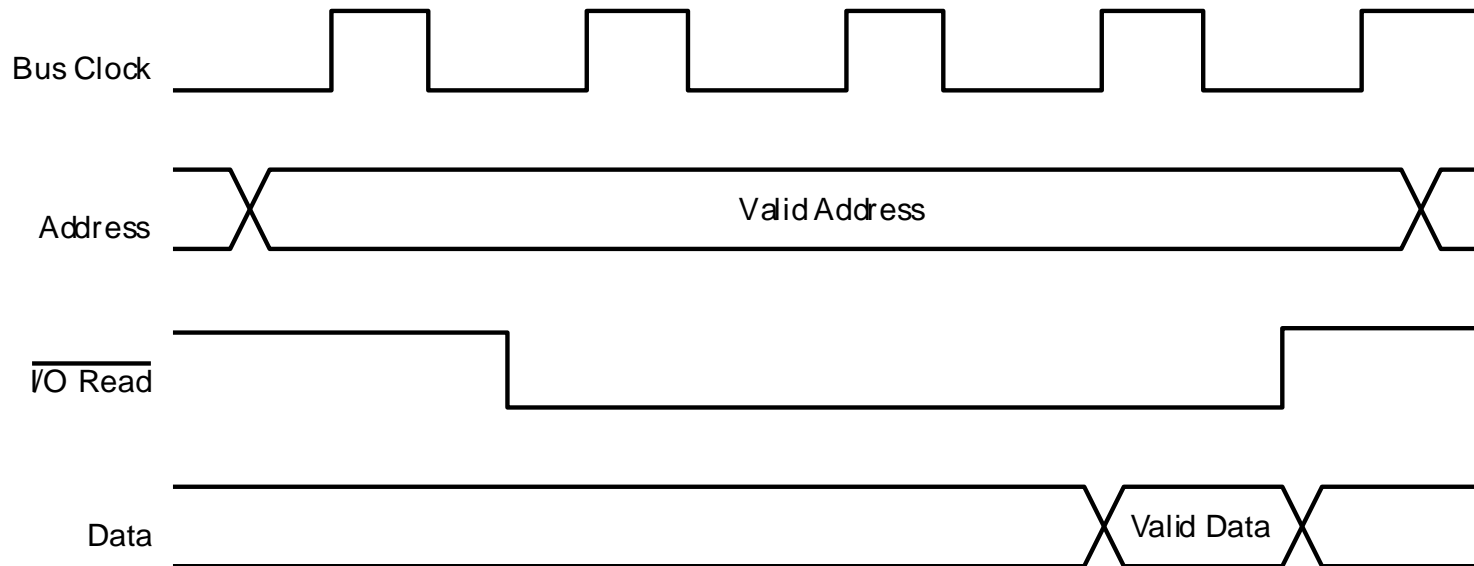 Bus Clock
Valid Address
Address
I/O Read
Valid Data
Data